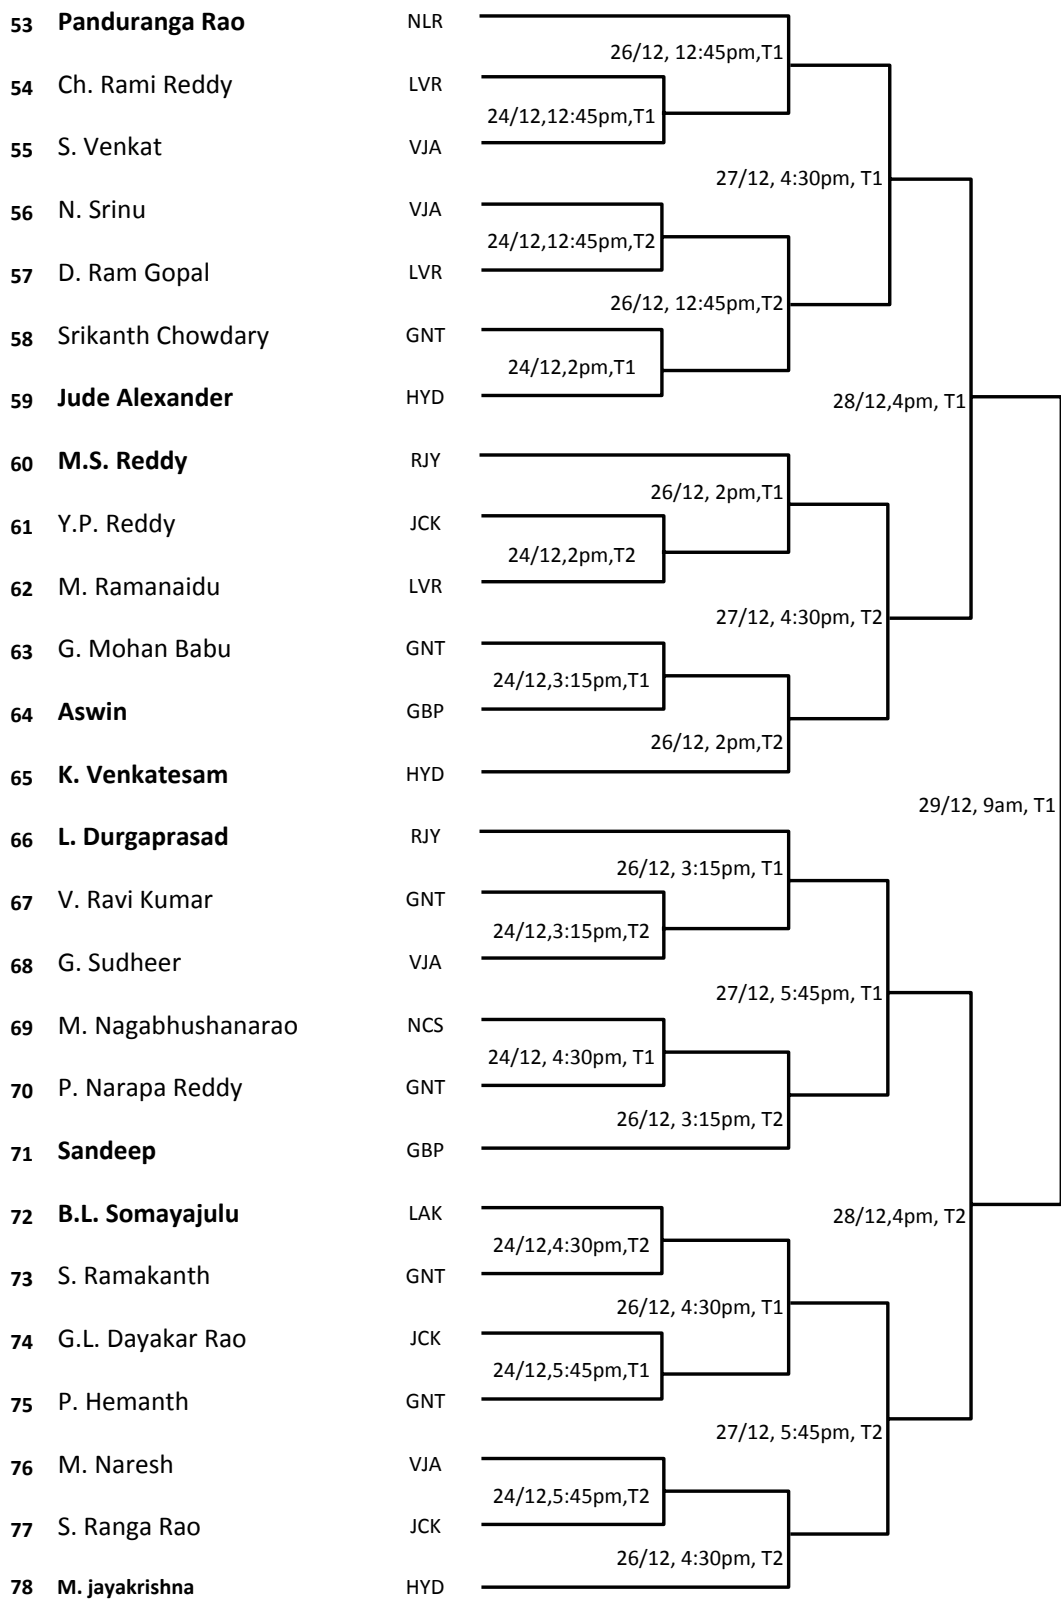 53 Panduranga Rao NLR
26/12, 12:45pm,T1
54 Ch. Rami Reddy LVR
24/12,12:45pm,T1
55 S. Venkat VJA
27/12, 4:30pm, T1
56 N. Srinu VJA
24/12,12:45pm,T2
57 D. Ram Gopal LVR
26/12, 12:45pm,T2
58 Srikanth Chowdary GNT
24/12,2pm,T1
59 Jude Alexander HYD
28/12,4pm, T1
60 M.S. Reddy RJY
26/12, 2pm,T1
61 Y.P. Reddy JCK
24/12,2pm,T2
62 M. Ramanaidu LVR
27/12, 4:30pm, T2
63 G. Mohan Babu GNT
24/12,3:15pm,T1
64 Aswin GBP
26/12, 2pm,T2
65 K. Venkatesam HYD
29/12, 9am, T1
66 L. Durgaprasad RJY
26/12, 3:15pm, T1
67 V. Ravi Kumar GNT
24/12,3:15pm,T2
68 G. Sudheer VJA
27/12, 5:45pm, T1
69 M. Nagabhushanarao NCS
24/12, 4:30pm, T1
70 P. Narapa Reddy GNT
26/12, 3:15pm, T2
71 Sandeep GBP
72 B.L. Somayajulu LAK
28/12,4pm, T2
24/12,4:30pm,T2
73 S. Ramakanth GNT
26/12, 4:30pm, T1
74 G.L. Dayakar Rao JCK
24/12,5:45pm,T1
75 P. Hemanth GNT
27/12, 5:45pm, T2
76 M. Naresh VJA
24/12,5:45pm,T2
77 S. Ranga Rao JCK
26/12, 4:30pm, T2
78 M. jayakrishna HYD